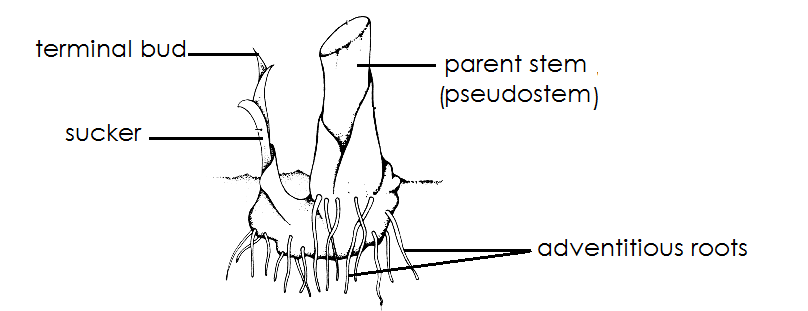 terminal bud
parent stem
(pseudostem)
sucker
adventitious roots